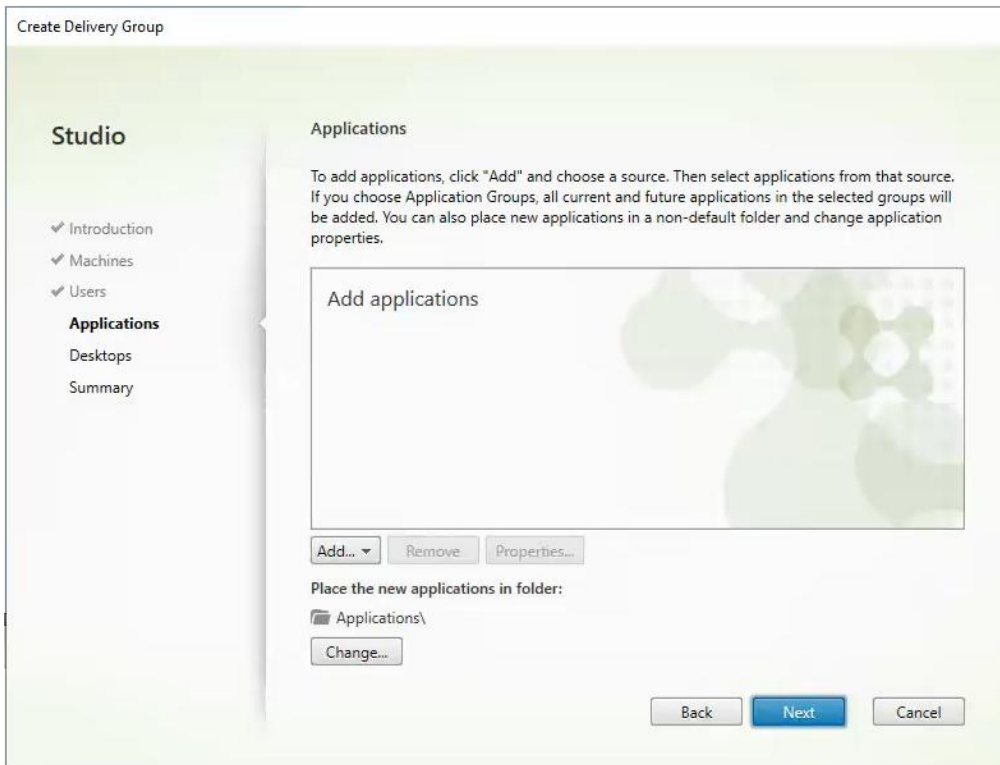 Create Delivery Group
Studio
Introduction
Machines
Users
Applications
Desktops
Summary
Applications
To add applications, click "Add" and choose a source. Then select applications from that source.
If you choose Application Groups, all current and future applications in the selected groups will
be added. You can also place new applications in a non-default folder and change application
properties.
Add applications
Add...
Remove
Properties...
Place the new applications in folder:
Applications\
Change...
Back
Next
Cancel